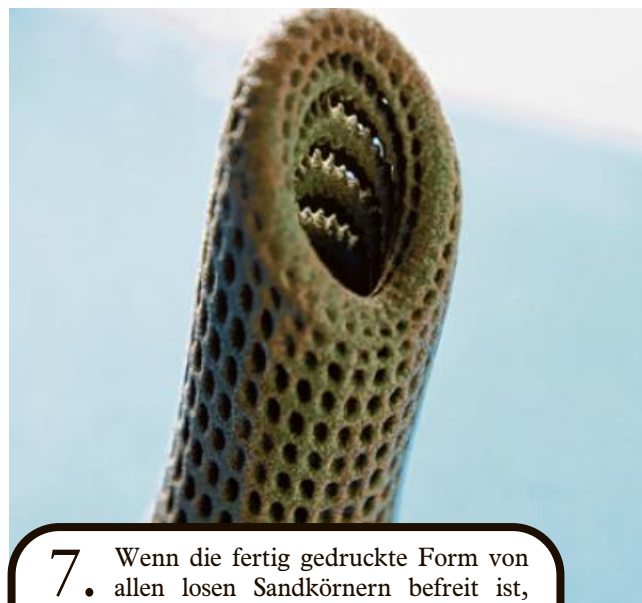 7. Wenn die fertig gedruckte Form von
allen losen Sandkörnern befreit ist,